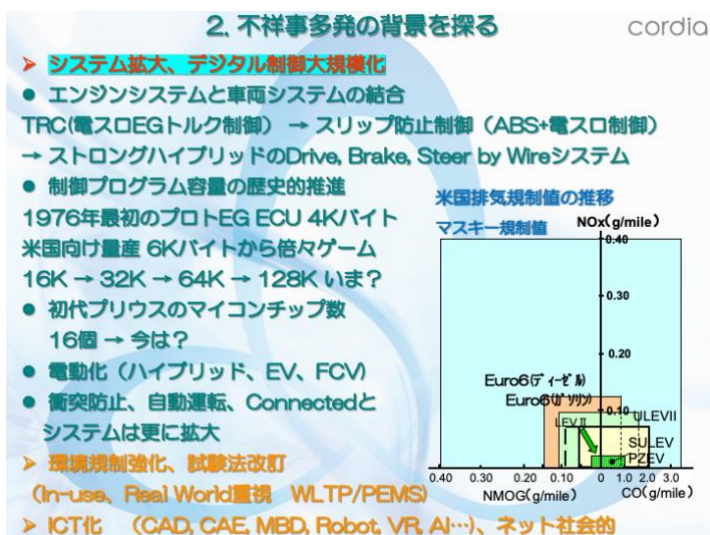 2. 不祥事多発の背景を探る
cordia
➢ システム拡大、デジタル制御大規模化
● エンジンシステムと車両システムの結合
TRC(電スロEGトルク制御） → スリップ防止制御（ABS+電スロ制御）
→ ストロングハイブリッドのDrive, Brake, Steer by Wireシステム
● 制御プログラム容量の歴史的推進
1976年最初のプロトEG ECU 4Kバイト
米国向け量産 6Kバイトから倍々ゲーム
16K → 32K → 64K → 128K いま？
● 初代プリウスのマイコンチップ数
16個 → 今は？
● 電動化（ハイブリッド、EV、FCV)
● 衝突防止、自動運転、Connectedと
システムは更に拡大
➢ 環境規制強化、試験法改訂
（In-use、Real World重視 WLTP/PEMS)
➢ ICT化 （CAD, CAE, MBD, Robot, VR, AI…)、ネット社会的
米国排気規制値の推移
マスキー規制値
NOx(g/mile)
0.40
0.30
0.20
Euro6(ﾃﾞｨｰｾﾞﾙ)
Euro6(ｶﾞｿﾘﾝ)
0.10
ULEVII
LEVⅡ
SULEV
PZEV
0.40 0.30 0.20 0.10 0 1.0 2.0 3.0
NMOG(g/mile)
CO(g/mile)